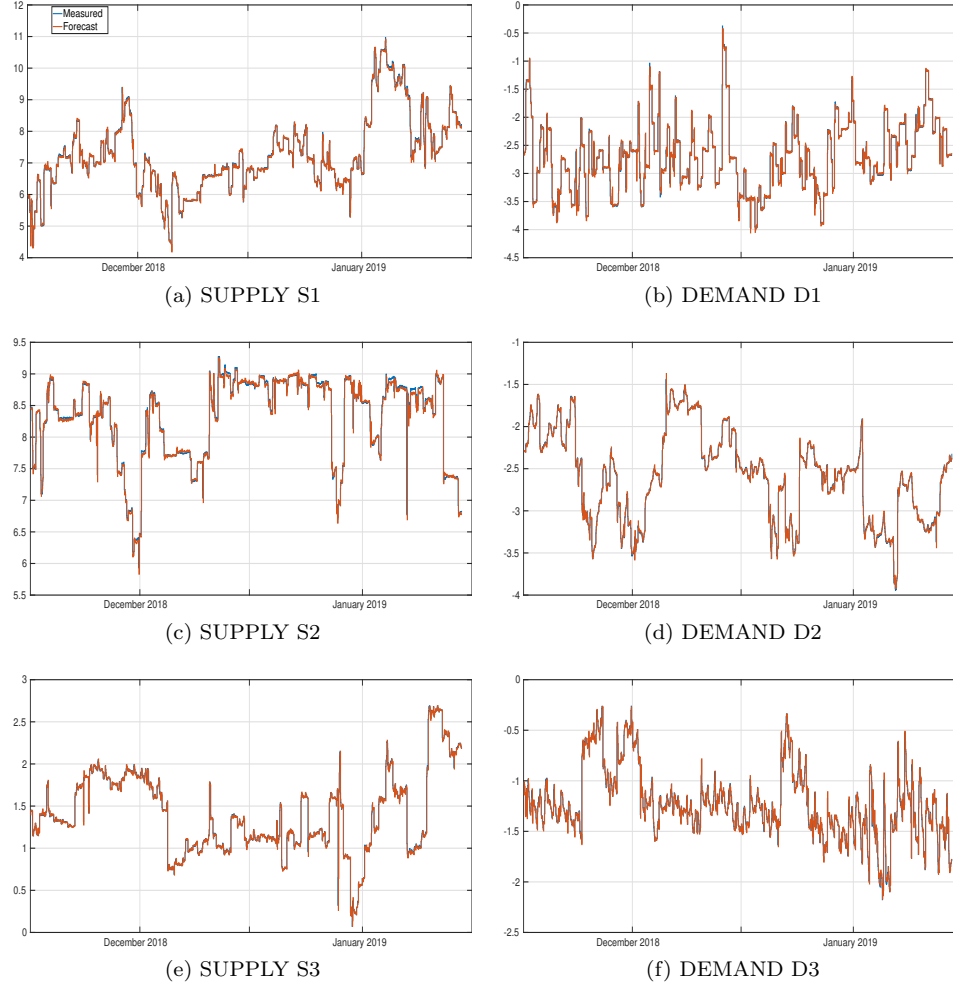 Measured
Forecast
11
10
9
8
7
6
5
4
December 2018
January 2019
(a) SUPPLY S1
0
-0.5
-1
-1.5
-2
-2.5
-3
-3.5
-4
-4.5
December 2018
January 2019
(b) DEMAND D1
9.5
9
8.5
8
7.5
7
6.5
6
5.5
December 2018
January 2019
(c) SUPPLY S2
-1
-1.5
-2
-2.5
-3
-3.5
-4
December 2018
January 2019
(d) DEMAND D2
3
2.5
2
1.5
1
0.5
0
December 2018
January 2019
(e) SUPPLY S3
0
-0.5
-1
-1.5
-2
-2.5
December 2018
January 2019
(f) DEMAND D3